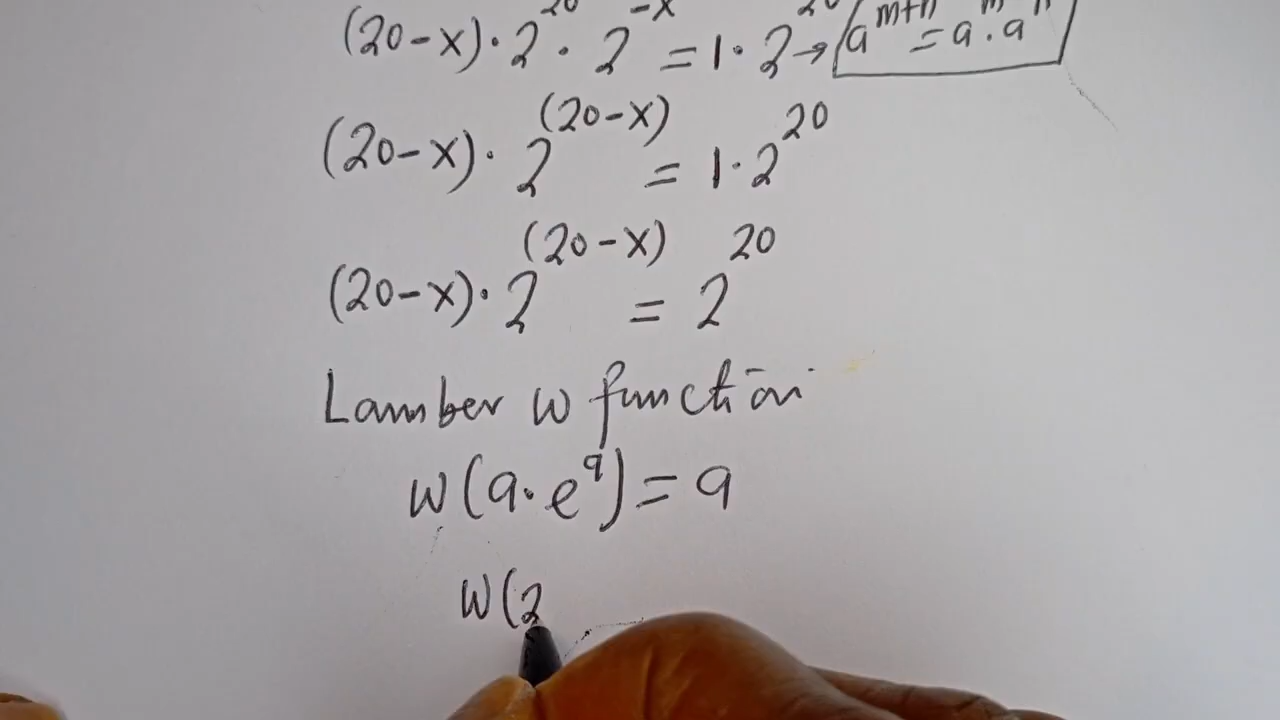 (20-x)·2^20·2^-x = 1·2^20 → a^m+n = a^m·a^n
(20-x)·2^(20-x) = 1·2^20
(20-x)·2^(20-x) = 2^20
Lamber W function
W(a·e^a) = a
W(2